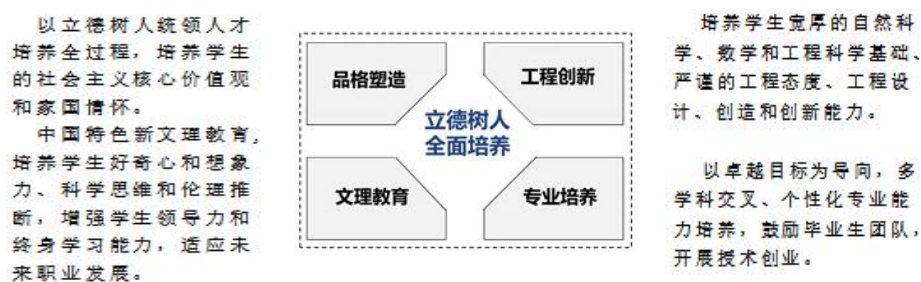 以立德树人统领人才
培养全过程，培养学生
的社会主义核心价值观
和家国情怀。
中国特色新文理教育，
培养学生好奇心和想象
力、科学思维和伦理推
断，增强学生领导力和
终身学习能力，适应未
来职业发展。
品格塑造
工程创新
立德树人
全面培养
文理教育
专业培养
培养学生宽厚的自然科
学、数学和工程科学基础、
严谨的工程态度、工程设
计、创造和创新能力。
以卓越目标为导向，多
学科交叉、个性化专业能
力培养，鼓励毕业生团队，
开展技术创业。